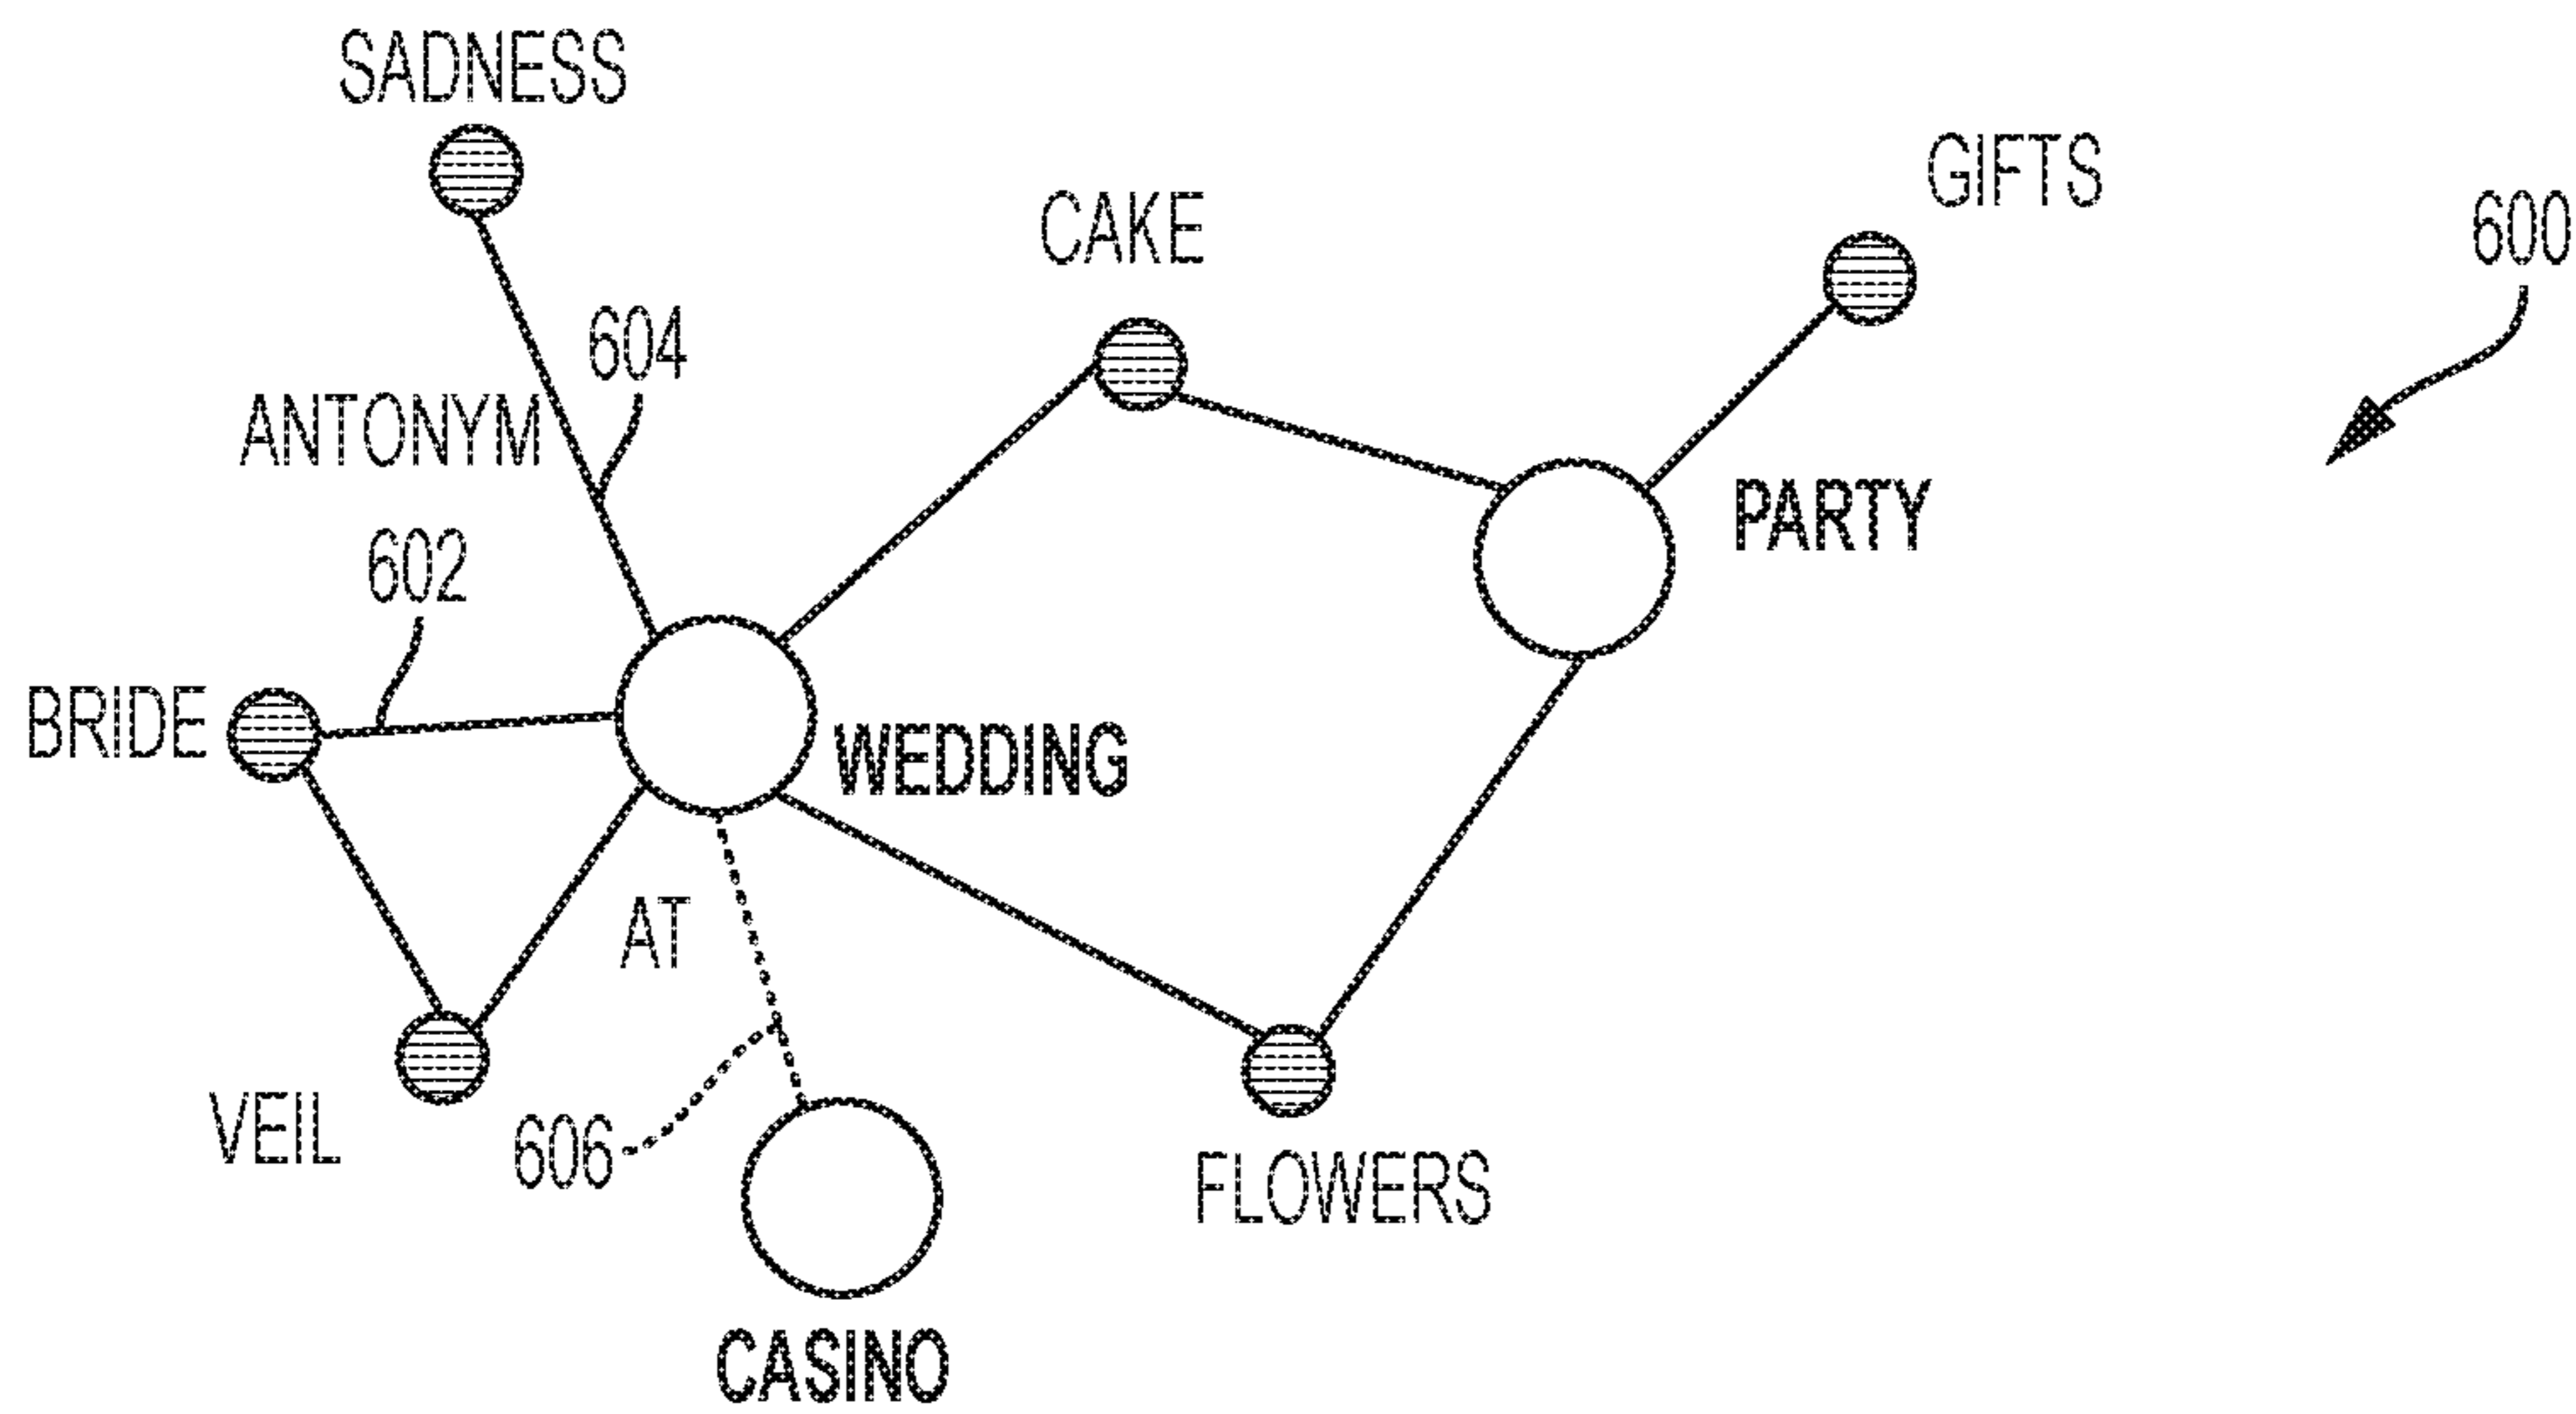 SADNESS
GIFTS
CAKE
600
604
ANTONYM
PARTY
602
BRIDE
WEDDING
AT
VEIL
606
FLOWERS
CASINO